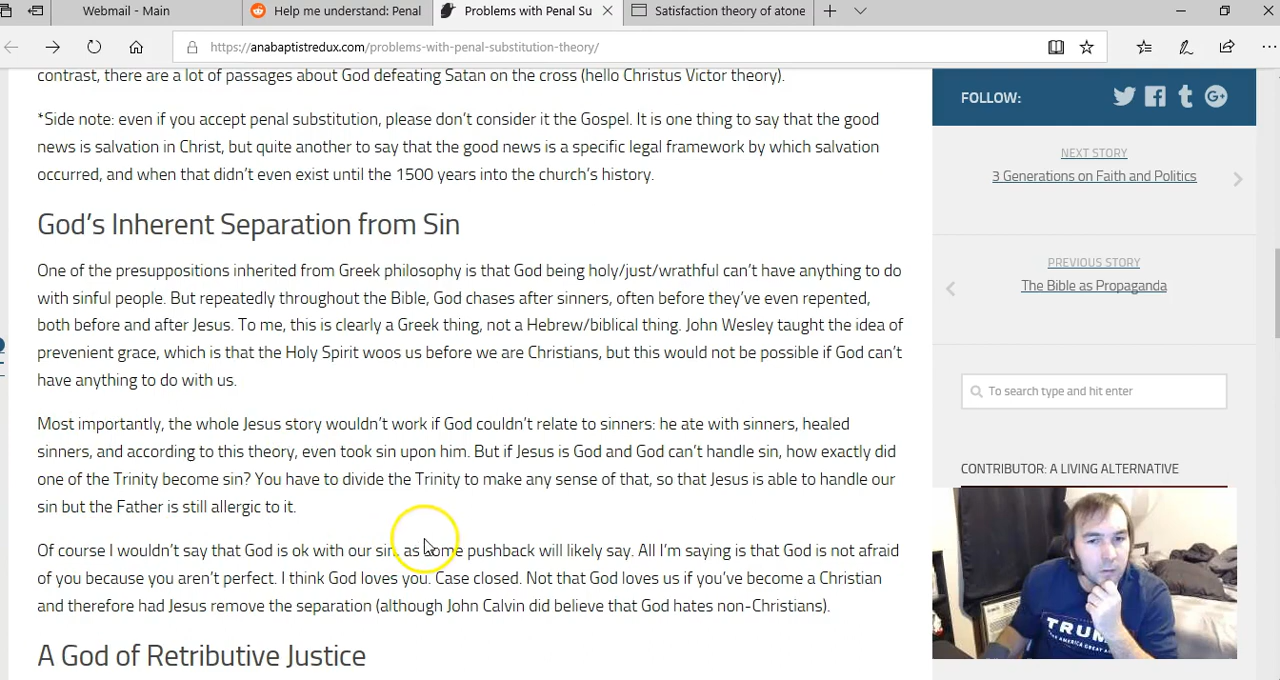 Webmail - Main
Help me understand: Penal
Problems with Penal Su
Satisfaction theory of atone
https://anabaptistredux.com/problems-with-penal-substitution-theory/
contrast, there are a lot of passages about God defeating Satan on the cross (hello Christus Victor theory).
*Side note: even if you accept penal substitution, please don't consider it the Gospel. It is one thing to say that the good
news is salvation in Christ, but quite another to say that the good news is a specific legal framework by which salvation
occurred, and when that didn't even exist until the 1500 years into the church's history.
God's Inherent Separation from Sin
One of the presuppositions inherited from Greek philosophy is that God being holy/just/wrathful can't have anything to do
with sinful people. But repeatedly throughout the Bible, God chases after sinners, often before they've even repented,
both before and after Jesus. To me, this is clearly a Greek thing, not a Hebrew/biblical thing. John Wesley taught the idea of
prevenient grace, which is that the Holy Spirit woos us before we are Christians, but this would not be possible if God can't
have anything to do with us.
Most importantly, the whole Jesus story wouldn't work if God couldn't relate to sinners: he ate with sinners, healed
sinners, and according to this theory, even took sin upon him. But if Jesus is God and God can't handle sin, how exactly did
one of the Trinity become sin? You have to divide the Trinity to make any sense of that, so that Jesus is able to handle our
sin but the Father is still allergic to it.
Of course I wouldn't say that God is ok with our sin, as some pushback will likely say. All I'm saying is that God is not afraid
of you because you aren't perfect. I think God loves you. Case closed. Not that God loves us if you've become a Christian
and therefore had Jesus remove the separation (although John Calvin did believe that God hates non-Christians).
A God of Retributive Justice
FOLLOW:
NEXT STORY
3 Generations on Faith and Politics
PREVIOUS STORY
The Bible as Propaganda
To search type and hit enter
CONTRIBUTOR: A LIVING ALTERNATIVE
TRUM